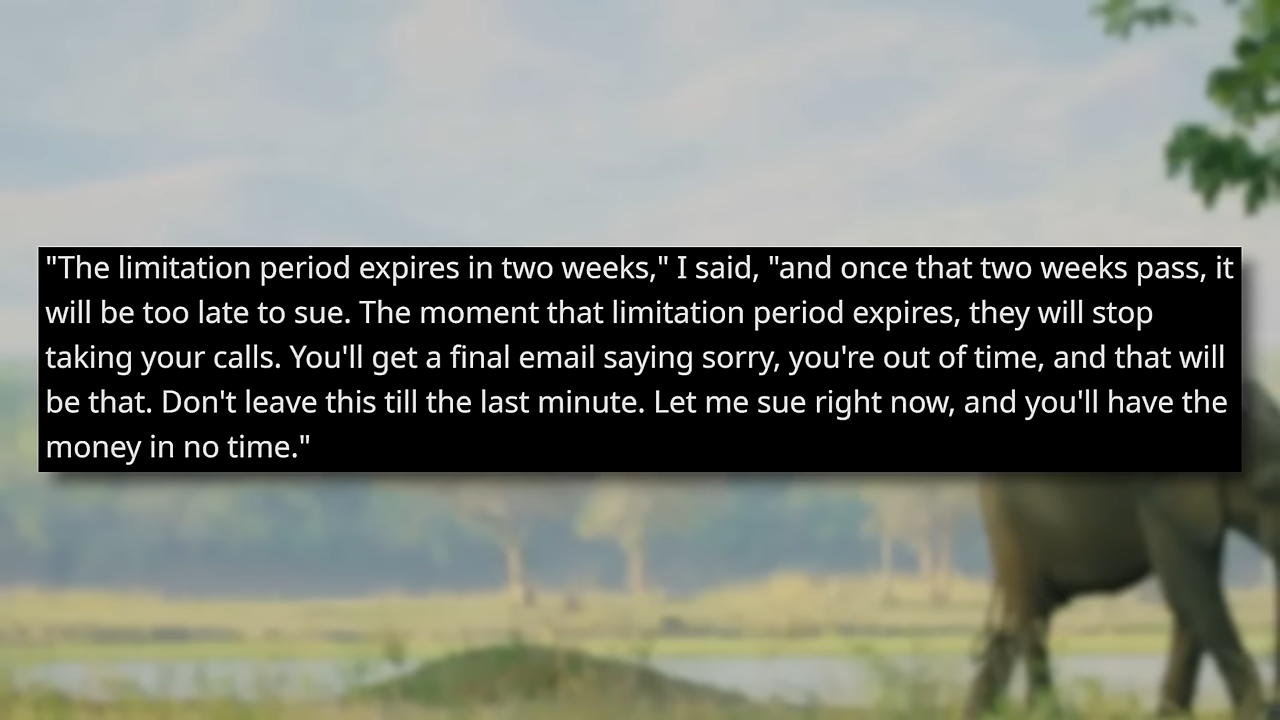 "The limitation period expires in two weeks," I said, "and once that two weeks pass, it
will be too late to sue. The moment that limitation period expires, they will stop
taking your calls. You'll get a final email saying sorry, you're out of time, and that will
be that. Don't leave this till the last minute. Let me sue right now, and you'll have the
money in no time."